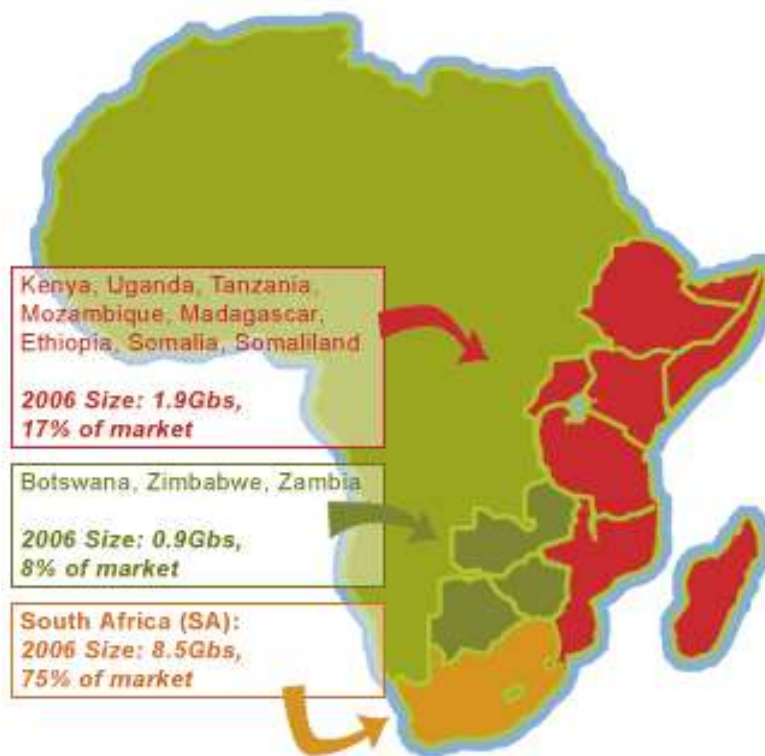 Kenya, Uganda, Tanzania,
Mozambique, Madagascar,
Ethiopia, Somalia, Somaliland
2006 Size: 1.9Gbs,
17% of market
Botswana, Zimbabwe, Zambia
2006 Size: 0.9Gbs,
8% of market
South Africa (SA):
2006 Size: 8.5Gbs,
75% of market